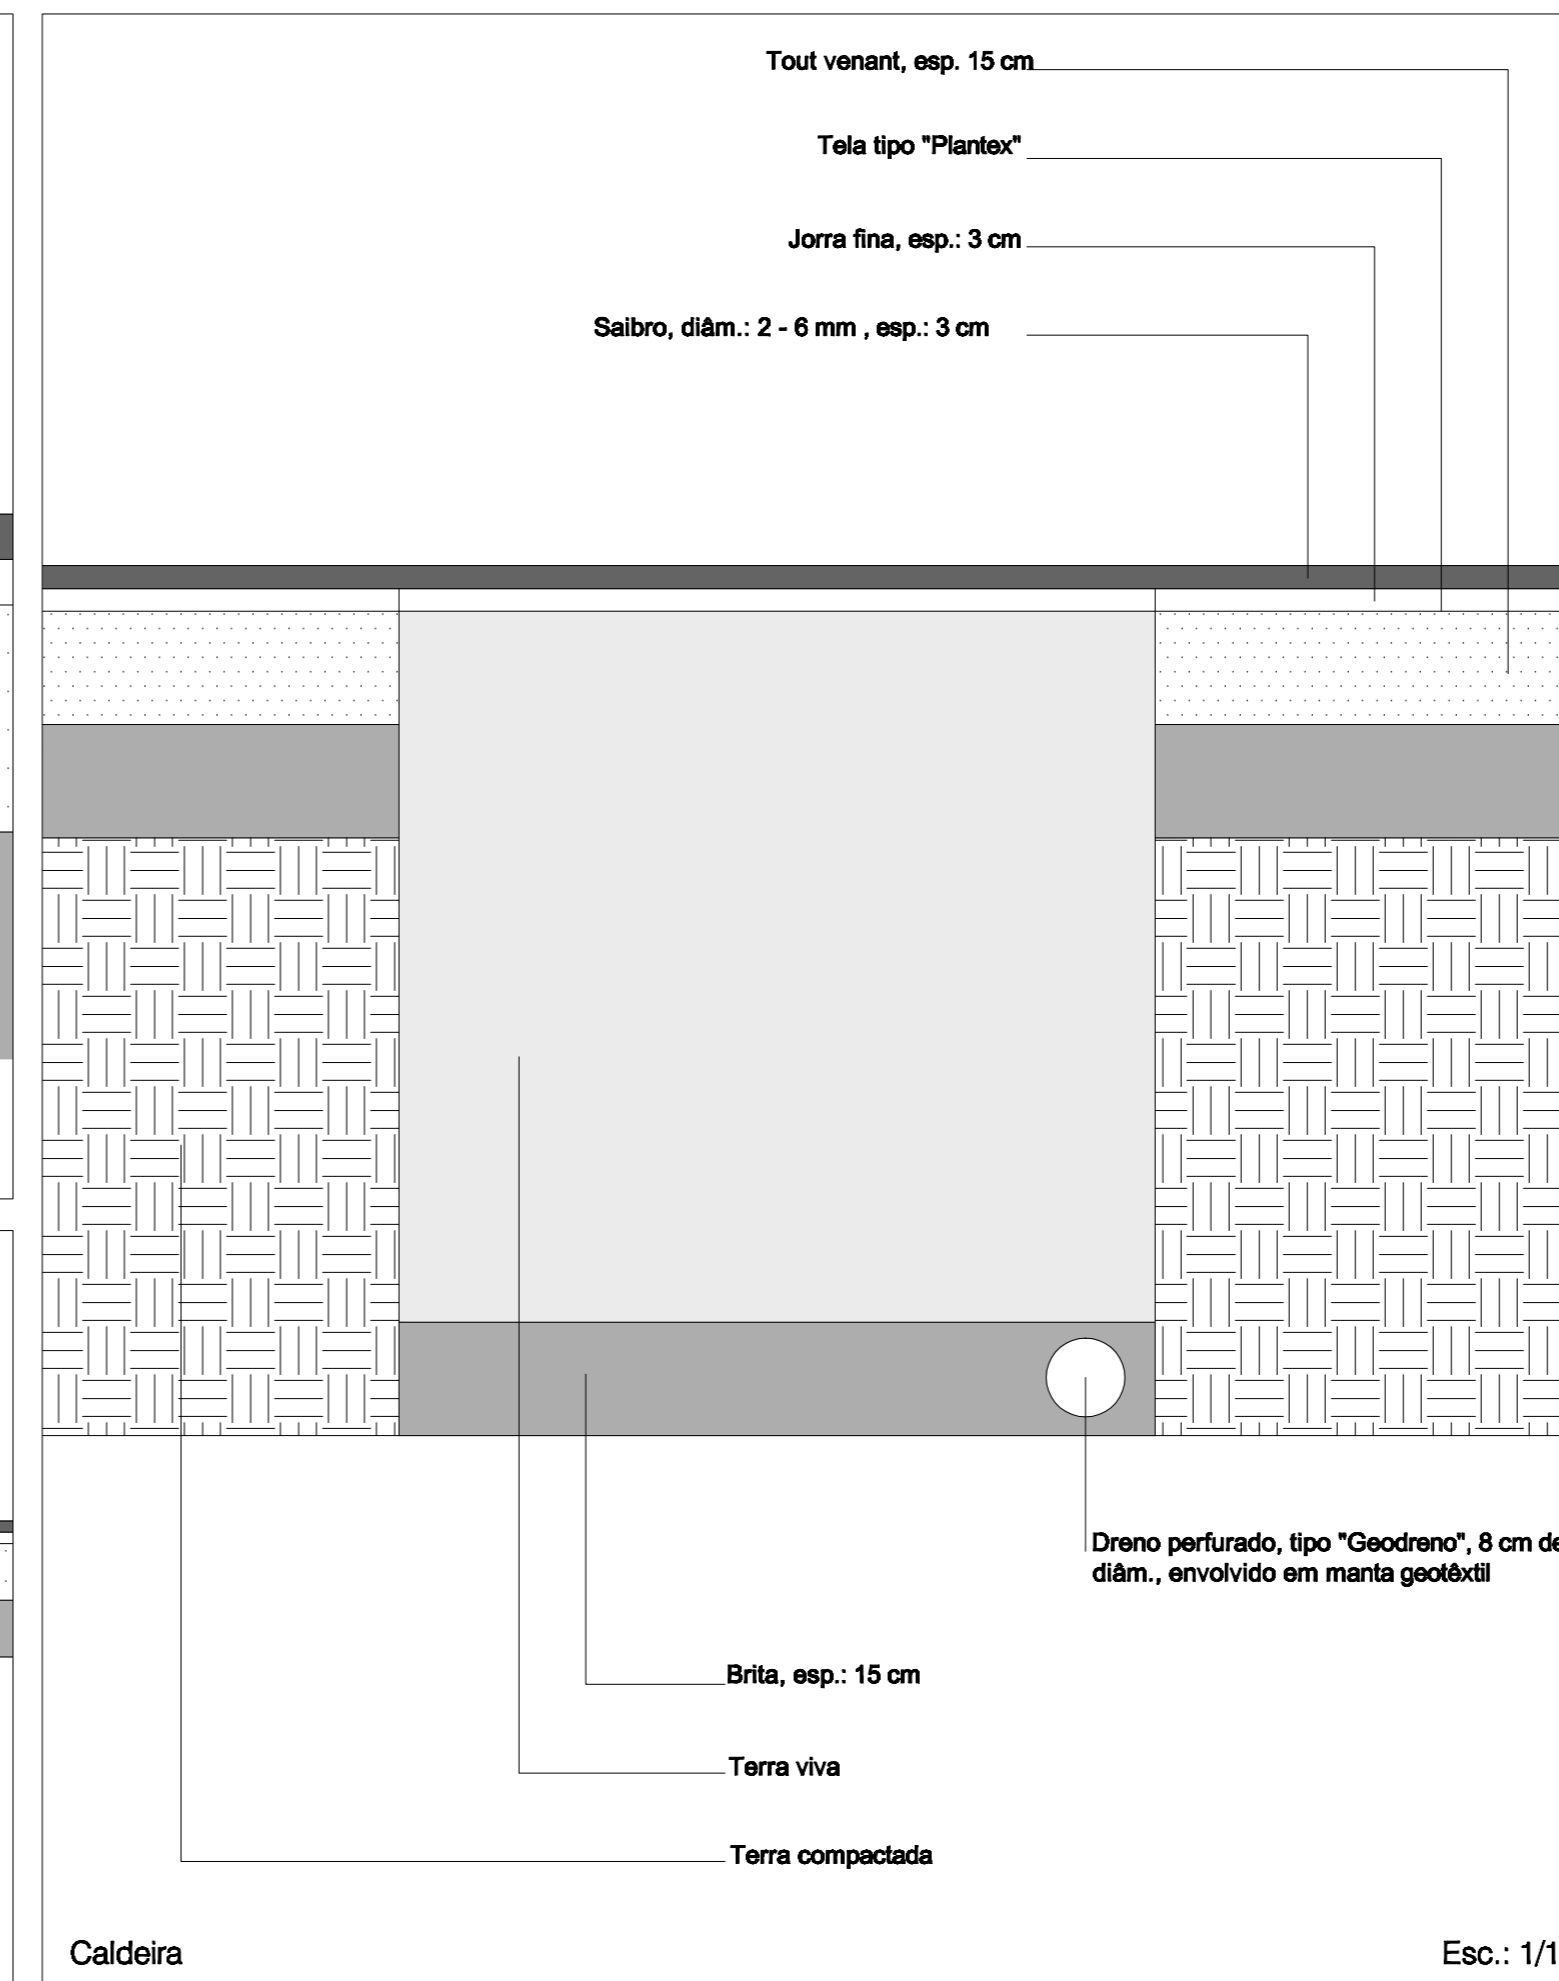 Tout venant, esp. 15 cm
Tela tipo "Plantex"
Jorra fina, esp.: 3 cm
Saibro, diâm.: 2 - 6 mm , esp.: 3 cm
Dreno perfurado, tipo "Geodreno", 8 cm de
diâm., envolvido em manta geotêxtil
Brita, esp.: 15 cm
Terra viva
Terra compactada
Caldeira
Esc.: 1/1